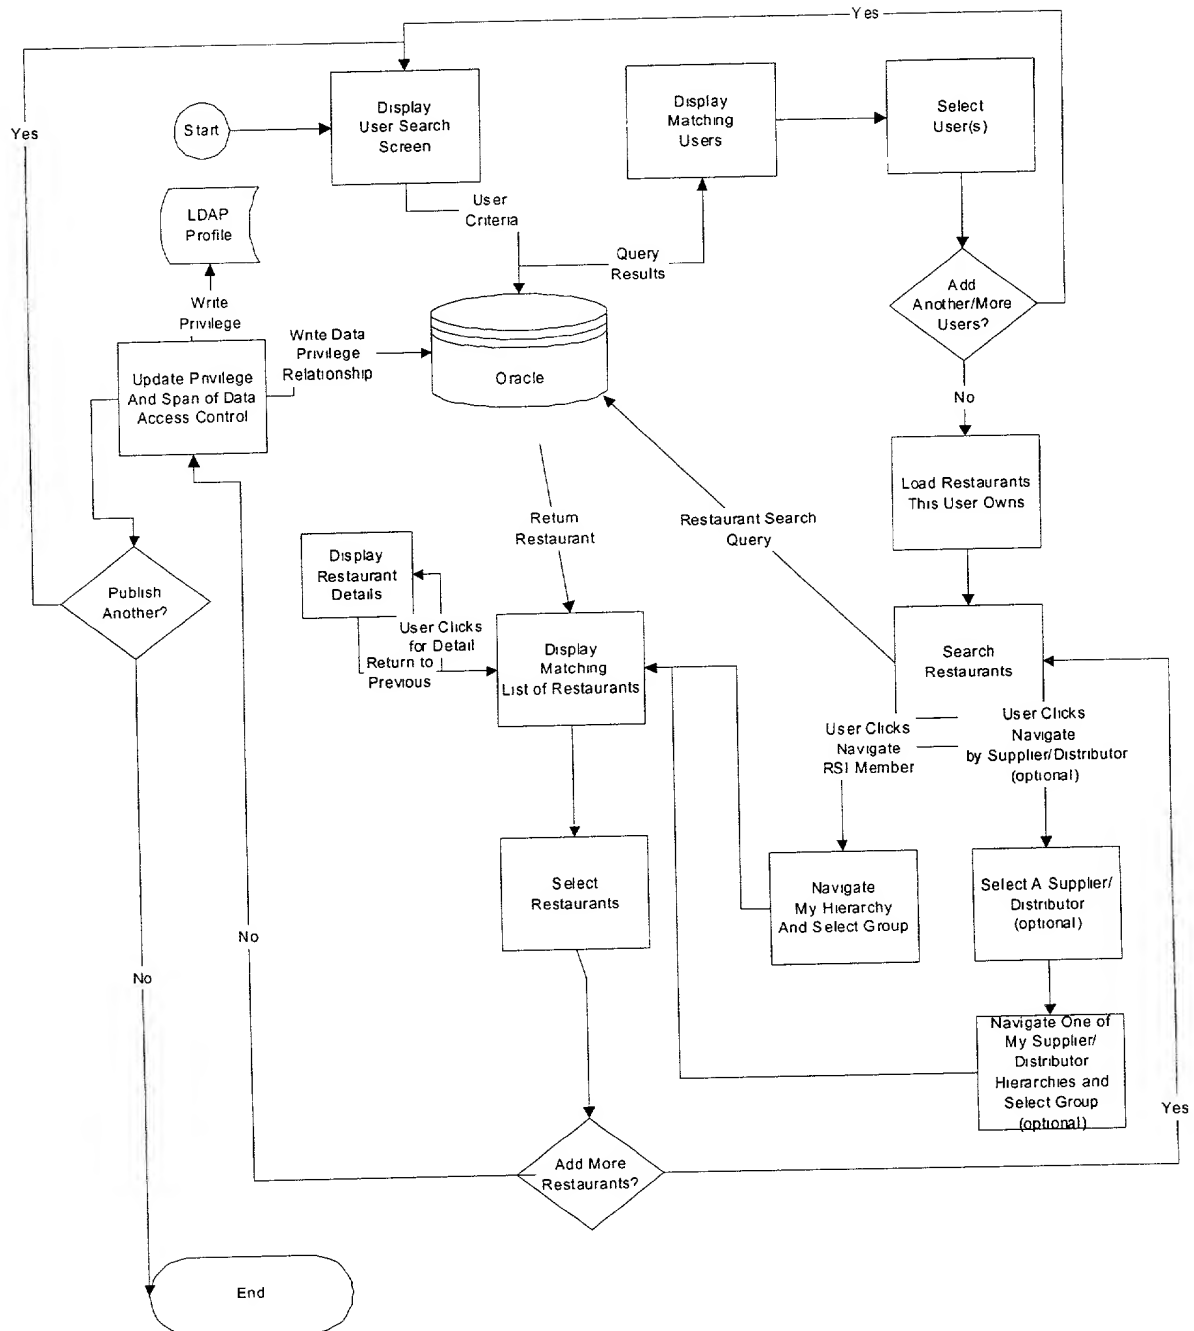 Yes
Display
User Search
Screen
Display
Matching
Users
Select
User(s)
Yes
Start
LDAP
Profile
User
Criteria
Query
Results
Add
Another/More
Users?
Write
Privilege
Write Data
Privilege
Relationship
Oracle
Update Privilege
And Span of Data
Access Control
No
Load Restaurants
This User Owns
Return
Restaurant
Restaurant Search
Query
Display
Restaurant
Details
Publish
Another?
User Clicks
for Detail
Return to
Previous
Display
Matching
List of Restaurants
Search
Restaurants
User Clicks
Navigate
RSI Member
User Clicks
Navigate
by Supplier/Distributor
(optional)
Select
Restaurants
Navigate
My Hierarchy
And Select Group
Select A Supplier/
Distributor
(optional)
No
No
Navigate One of
My Supplier/
Distributor
Hierarchies and
Select Group
(optional)
Yes
Add More
Restaurants?
End